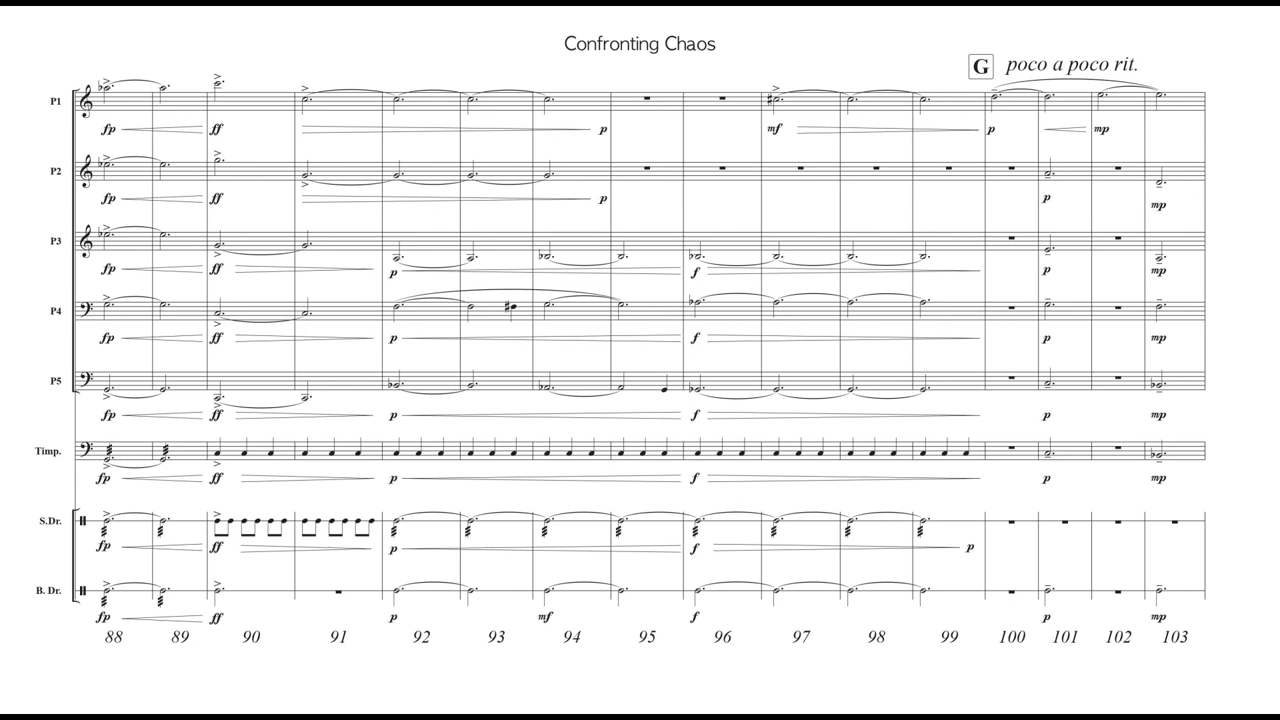 Confronting Chaos
G poco a poco rit.
P1
fp ff p mf p mp
P2
fp ff p p mp
P3
fp ff p f p mp
P4
fp ff p f p mp
P5
fp ff p f p mp
Timp.
fp ff p f p mp
S.Dr.
fp ff p f p
B. Dr.
fp ff p mf f p mp
88 89 90 91 92 93 94 95 96 97 98 99 100 101 102 103